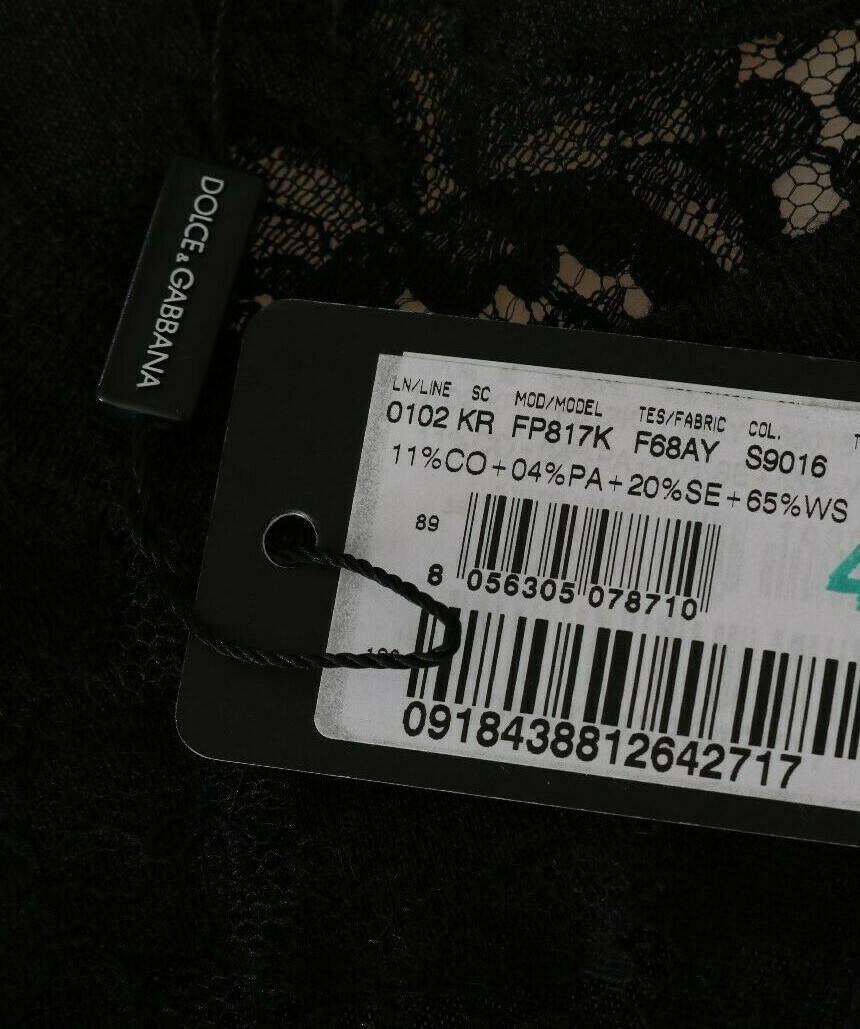 DOLCE & GABBANA
LN/LINE SC MOD/MODEL TES/FABRIC COL.
0102 KR FP817K F68AY S9016
11%CO+04%PA+20%SE+65%WS
89
8 056305 078710
0918438812642717